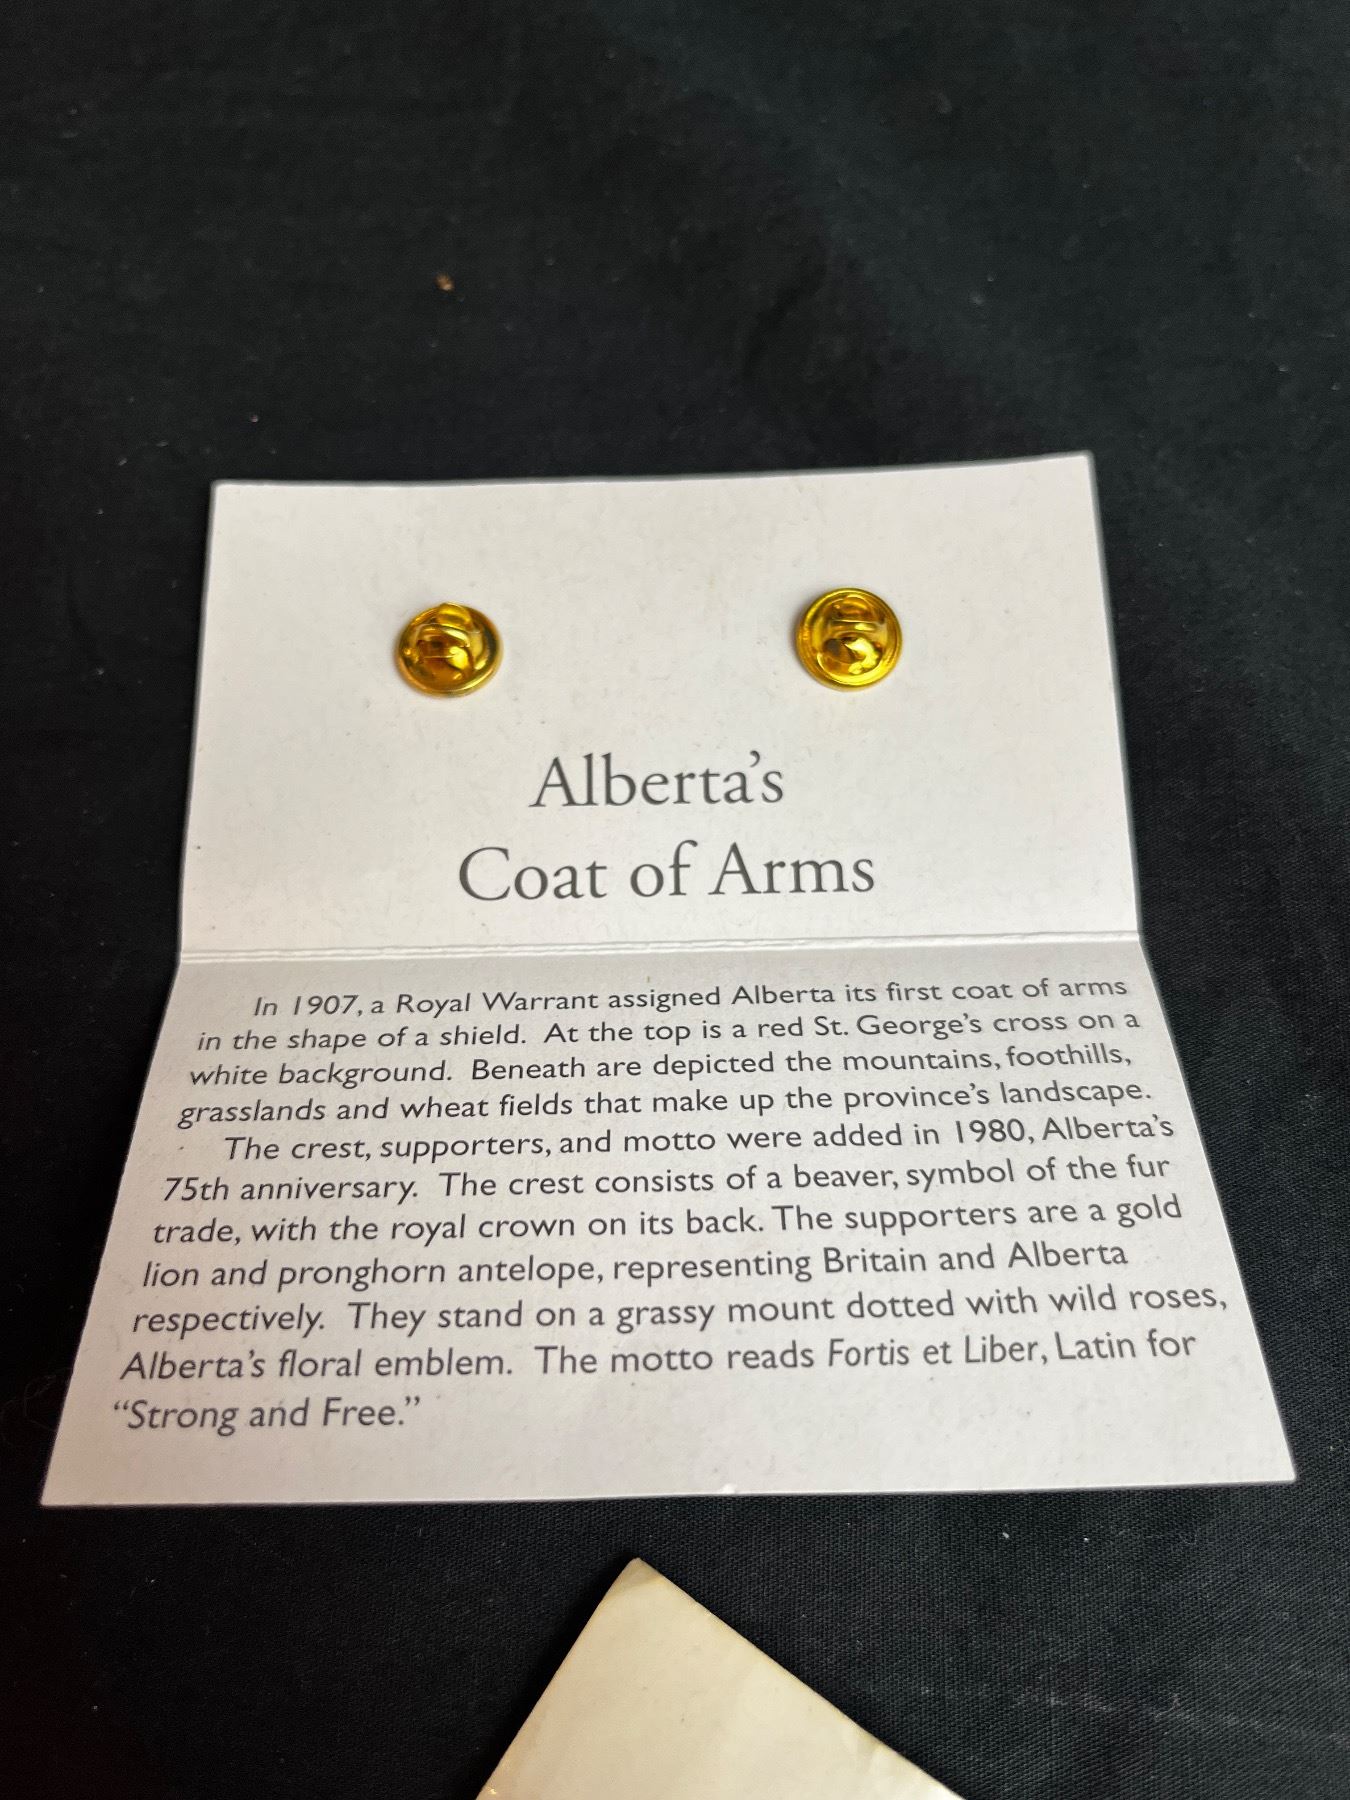 Alberta's
Coat of Arms
In 1907, a Royal Warrant assigned Alberta its first coat of arms
in the shape of a shield. At the top is a red St. George's cross on a
white background. Beneath are depicted the mountains, foothills,
grasslands and wheat fields that make up the province's landscape.
The crest, supporters, and motto were added in 1980, Alberta's
75th anniversary. The crest consists of a beaver, symbol of the fur
trade, with the royal crown on its back. The supporters are a gold
lion and pronghorn antelope, representing Britain and Alberta
respectively. They stand on a grassy mount dotted with wild roses,
Alberta's floral emblem. The motto reads Fortis et Liber, Latin for
“Strong and Free.”